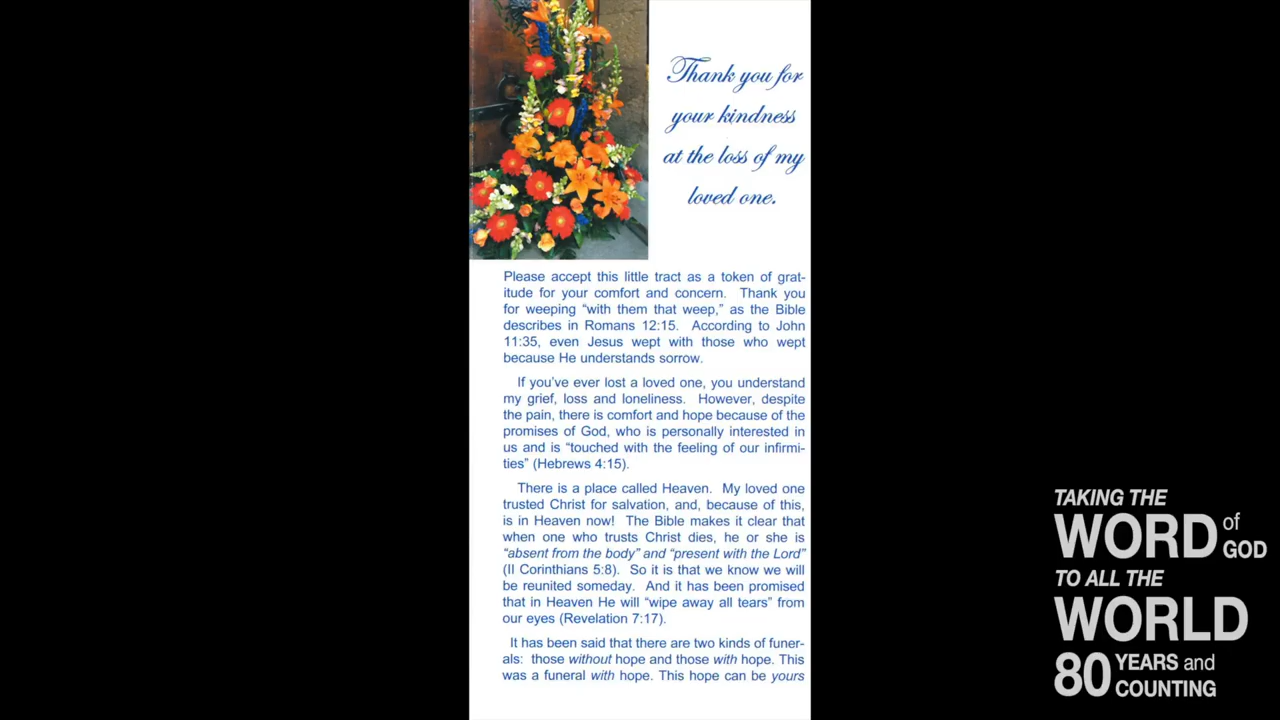 Thank you for
your kindness
at the loss of my
loved one.
Please accept this little tract as a token of grat-
itude for your comfort and concern. Thank you
for weeping “with them that weep,” as the Bible
describes in Romans 12:15. According to John
11:35, even Jesus wept with those who wept
because He understands sorrow.
If you’ve ever lost a loved one, you understand
my grief, loss and loneliness. However, despite
the pain, there is comfort and hope because of the
promises of God, who is personally interested in
us and is “touched with the feeling of our infirmi-
ties” (Hebrews 4:15).
There is a place called Heaven. My loved one
trusted Christ for salvation, and, because of this,
is in Heaven now! The Bible makes it clear that
when one who trusts Christ dies, he or she is
“absent from the body” and “present with the Lord”
(II Corinthians 5:8). So it is that we know we will
be reunited someday. And it has been promised
that in Heaven He will “wipe away all tears” from
our eyes (Revelation 7:17).
It has been said that there are two kinds of funer-
als: those without hope and those with hope. This
was a funeral with hope. This hope can be yours
TAKING THE
WORD of GOD
TO ALL THE
WORLD
80 YEARS and COUNTING